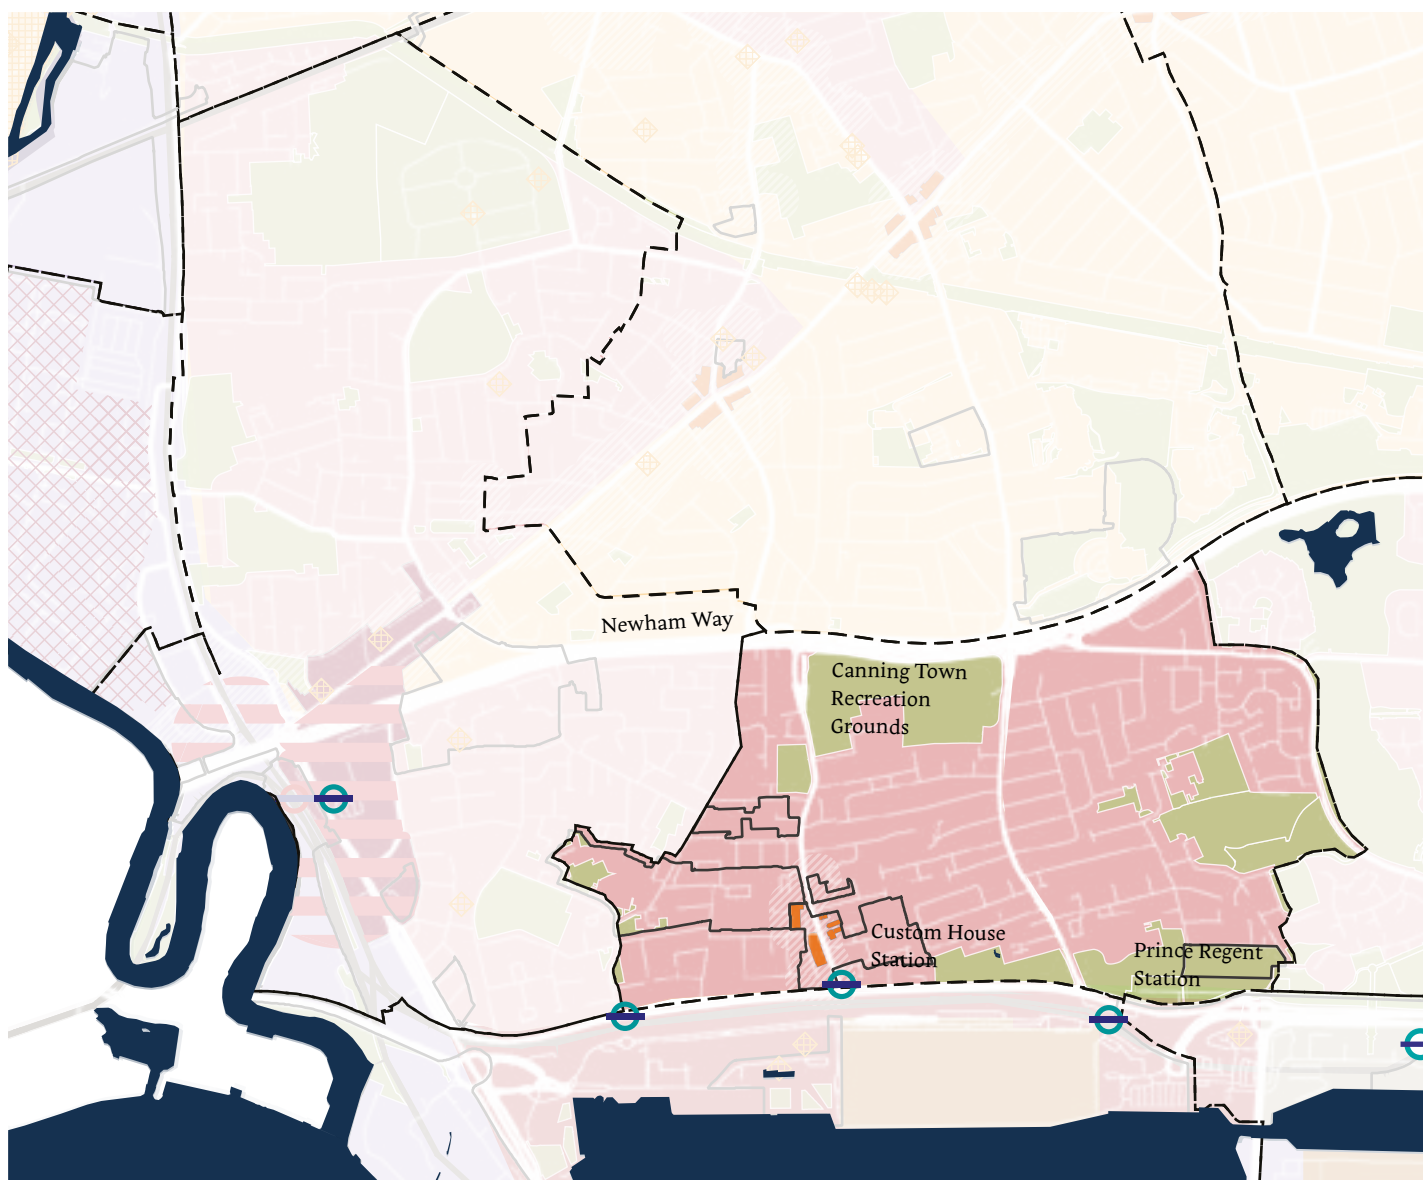 Newham Way
Canning Town
Recreation
Grounds
Custom House
Station
Prince Regent
Station